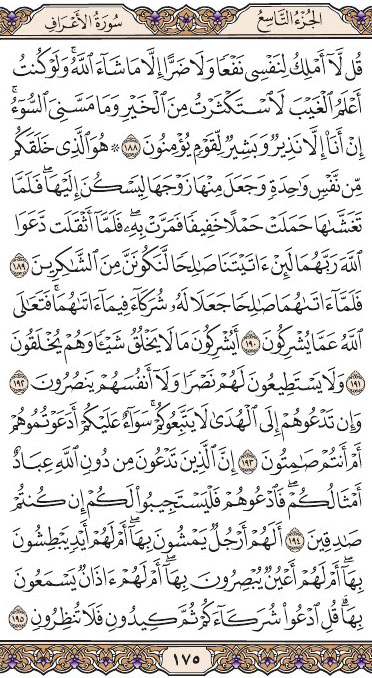 الجُزْءُ التَّاسِعُ سُورَةُ الأَعْرَافِ
قُل لَّآ أَمْلِكُ لِنَفْسِى نَفْعًا وَلَا ضَرًّا إِلَّا مَا شَآءَ ٱللَّهُۚ وَلَوْ كُنتُ
أَعْلَمُ ٱلْغَيْبَ لَٱسْتَكْثَرْتُ مِنَ ٱلْخَيْرِ وَمَا مَسَّنِىَ ٱلسُّوٓءُۚ
إِنْ أَنَا۠ إِلَّا نَذِيرٌ وَبَشِيرٌ لِّقَوْمٍ يُؤْمِنُونَ ١٨٨ ۞ هُوَ ٱلَّذِى خَلَقَكُم
مِّن نَّفْسٍ وَٰحِدَةٍ وَجَعَلَ مِنْهَا زَوْجَهَا لِيَسْكُنَ إِلَيْهَاۖ فَلَمَّا
تَغَشَّىٰهَا حَمَلَتْ حَمْلًا خَفِيفًا فَمَرَّتْ بِهِۦۖ فَلَمَّآ أَثْقَلَت دَّعَوَا
ٱللَّهَ رَبَّهُمَا لَئِنْ ءَاتَيْتَنَا صَٰلِحًا لَّنَكُونَنَّ مِنَ ٱلشَّٰكِرِينَ ١٨٩
فَلَمَّآ ءَاتَىٰهُمَا صَٰلِحًا جَعَلَا لَهُۥ شُرَكَآءَ فِيمَآ ءَاتَىٰهُمَاۚ فَتَعَٰلَى
ٱللَّهُ عَمَّا يُشْرِكُونَ ١٩٠ أَيُشْرِكُونَ مَا لَا يَخْلُقُ شَيْـًٔا وَهُمْ يُخْلَقُونَ
١٩١ وَلَا يَسْتَطِيعُونَ لَهُمْ نَصْرًا وَلَآ أَنفُسَهُمْ يَنصُرُونَ ١٩٢
وَإِن تَدْعُوهُمْ إِلَى ٱلْهُدَىٰ لَا يَتَّبِعُوكُمْۚ سَوَآءٌ عَلَيْكُمْ أَدَعَوْتُمُوهُمْ
أَمْ أَنتُمْ صَٰمِتُونَ ١٩٣ إِنَّ ٱلَّذِينَ تَدْعُونَ مِن دُونِ ٱللَّهِ عِبَادٌ
أَمْثَالُكُمْۖ فَٱدْعُوهُمْ فَلْيَسْتَجِيبُوا۟ لَكُمْ إِن كُنتُمْ
صَٰدِقِينَ ١٩٤ أَلَهُمْ أَرْجُلٌ يَمْشُونَ بِهَآۖ أَمْ لَهُمْ أَيْدٍ يَبْطِشُونَ
بِهَآۖ أَمْ لَهُمْ أَعْيُنٌ يُبْصِرُونَ بِهَآۖ أَمْ لَهُمْ ءَاذَانٌ يَسْمَعُونَ
بِهَاۗ قُلِ ٱدْعُوا۟ شُرَكَآءَكُمْ ثُمَّ كِيدُونِ فَلَا تُنظِرُونِ ١٩٥
١٧٥